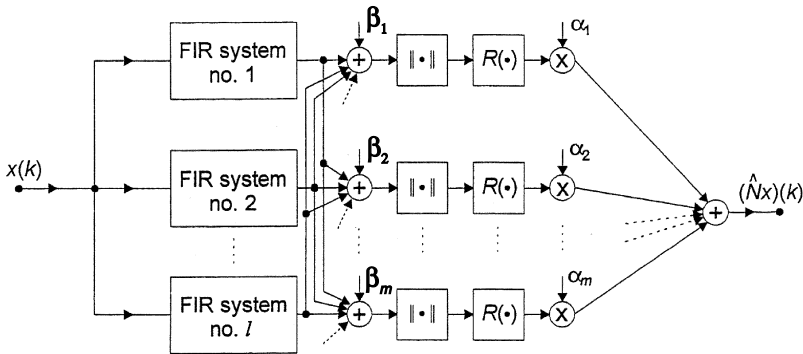 FIR system no. 1
β₁
+
‖•‖
R(•)
α₁
x
x(k)
FIR system no. 2
β₂
+
‖•‖
R(•)
α₂
x
+
(N̂x)(k)
FIR system no. l
βₘ
+
‖•‖
R(•)
αₘ
x